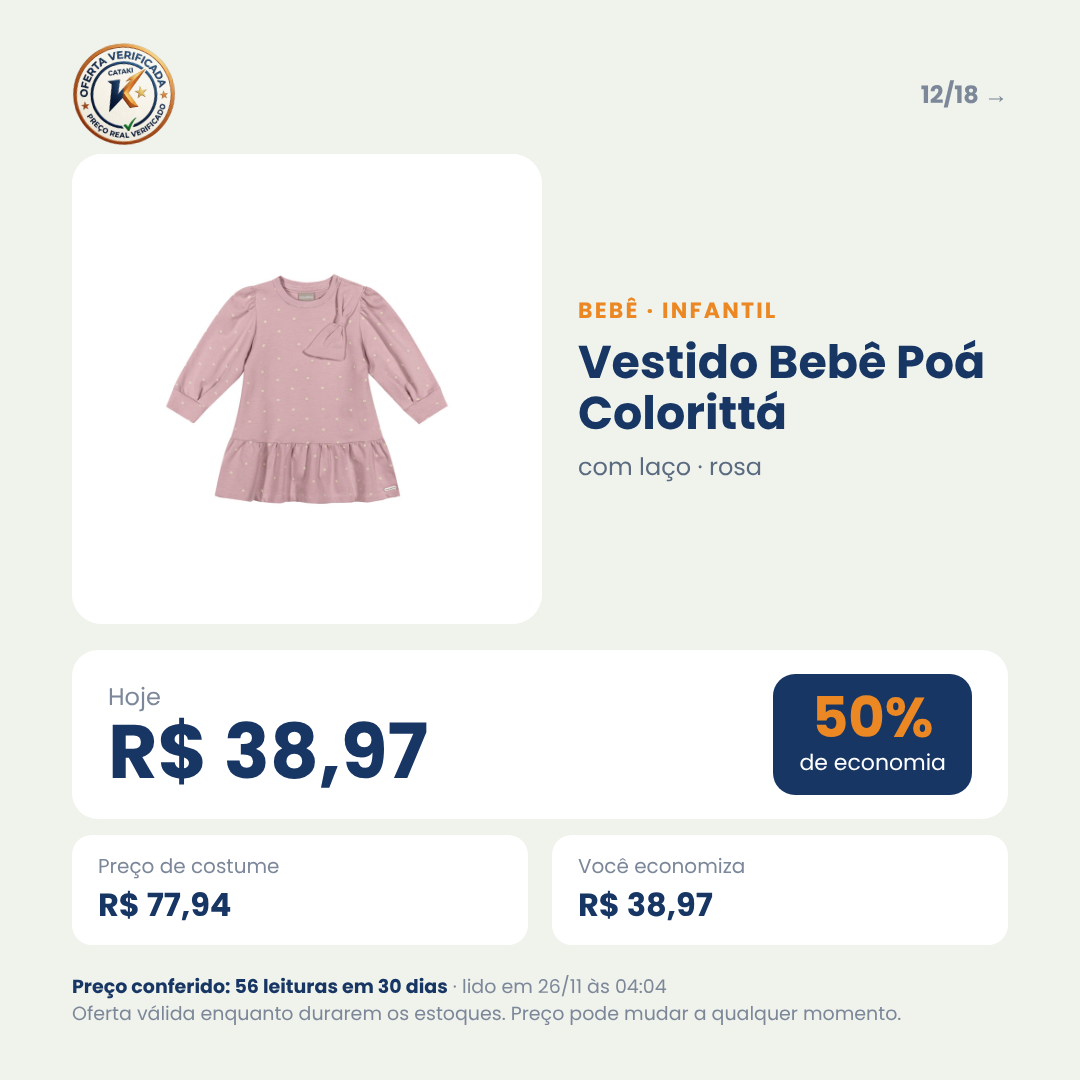 OFERTA VERIFICADA
CATAKI
K
PREÇO REAL VERIFICADO
12/18 →
BEBÊ · INFANTIL
Vestido Bebê Poá
Colorittá
com laço · rosa
Hoje
R$ 38,97
50%
de economia
Preço de costume
R$ 77,94
Você economiza
R$ 38,97
Preço conferido: 56 leituras em 30 dias · lido em 26/11 às 04:04
Oferta válida enquanto durarem os estoques. Preço pode mudar a qualquer momento.